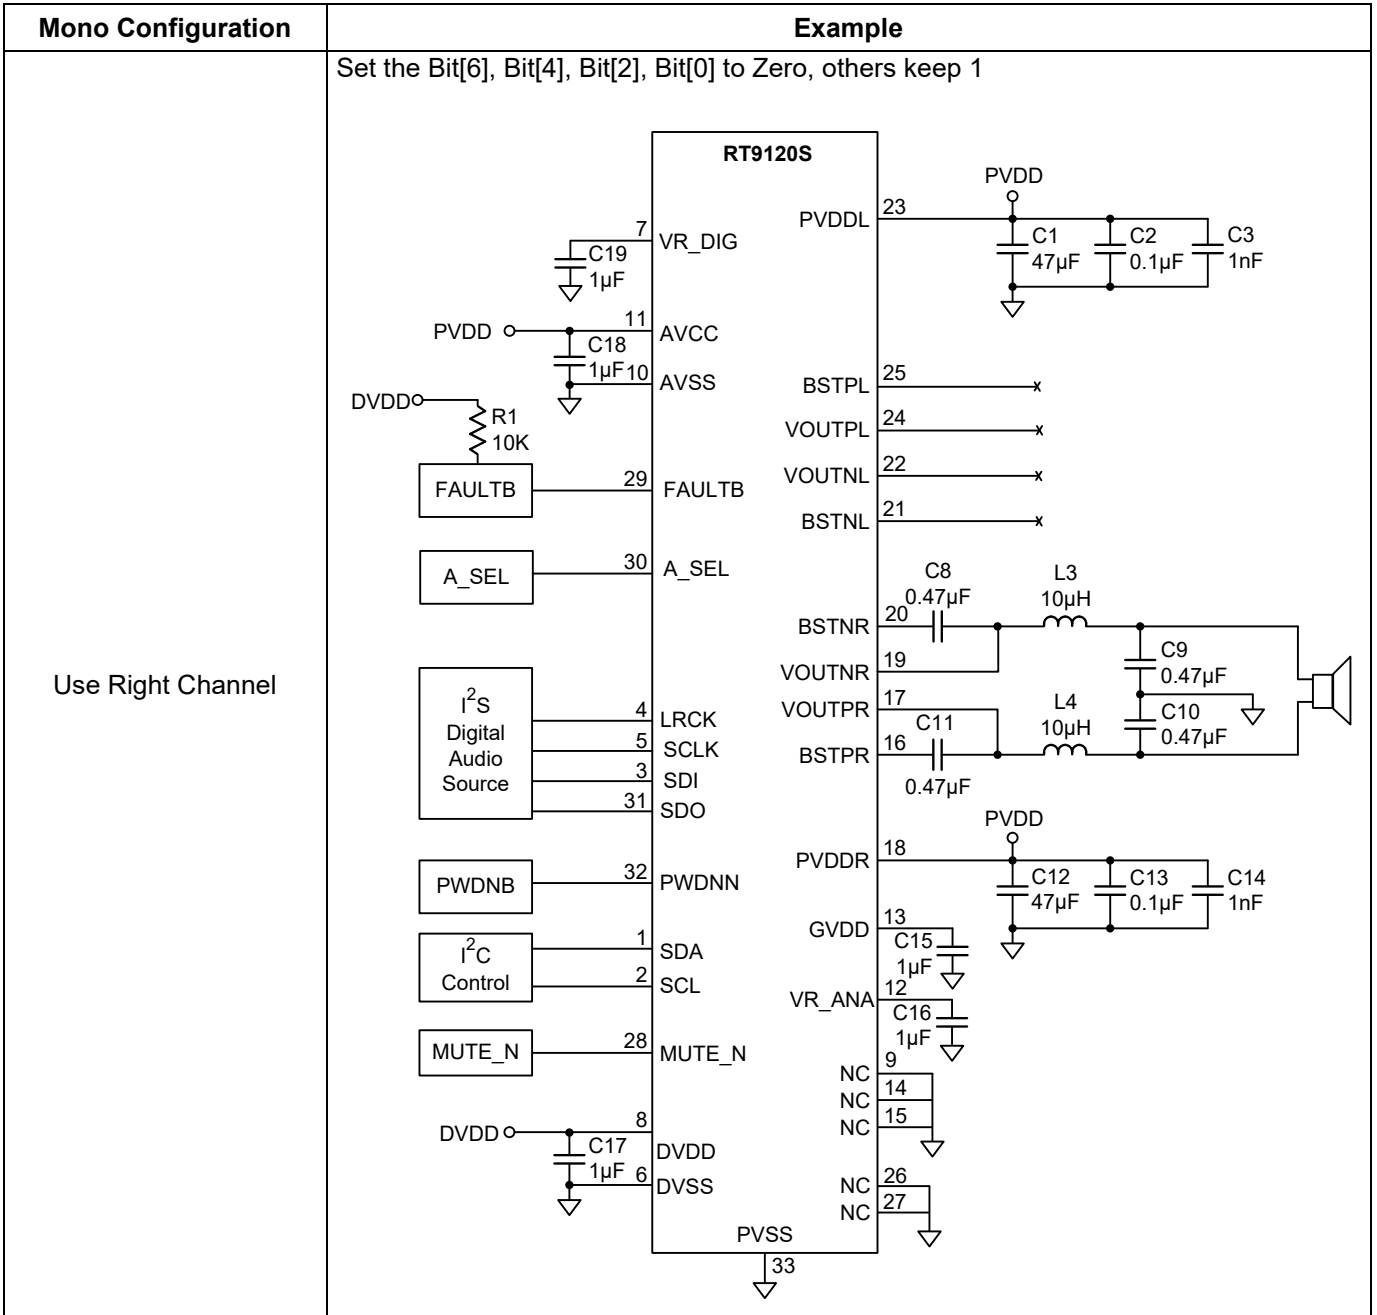 Mono Configuration
Example
Use Right Channel
Set the Bit[6], Bit[4], Bit[2], Bit[0] to Zero, others keep 1
RT9120S
7
VR_DIG
C19
1µF
PVDD
11
AVCC
C18
1µF
10
AVSS
DVDD
R1
10K
FAULTB
29
FAULTB
A_SEL
30
A_SEL
I²S
Digital
Audio
Source
4
LRCK
5
SCLK
3
SDI
31
SDO
PWDNB
32
PWDNN
I²C
Control
1
SDA
2
SCL
MUTE_N
28
MUTE_N
DVDD
8
DVDD
C17
1µF
6
DVSS
PVSS
33
PVDD
PVDDL
23
C1
47µF
C2
0.1µF
C3
1nF
BSTPL
25
VOUTPL
24
VOUTNL
22
BSTNL
21
BSTNR
20
C8
0.47µF
L3
10µH
VOUTNR
19
C9
0.47µF
VOUTPR
17
C11
0.47µF
L4
10µH
C10
0.47µF
BSTPR
16
PVDD
PVDDR
18
C12
47µF
C13
0.1µF
C14
1nF
GVDD
13
C15
1µF
VR_ANA
12
C16
1µF
NC
9
NC
14
NC
15
NC
26
NC
27